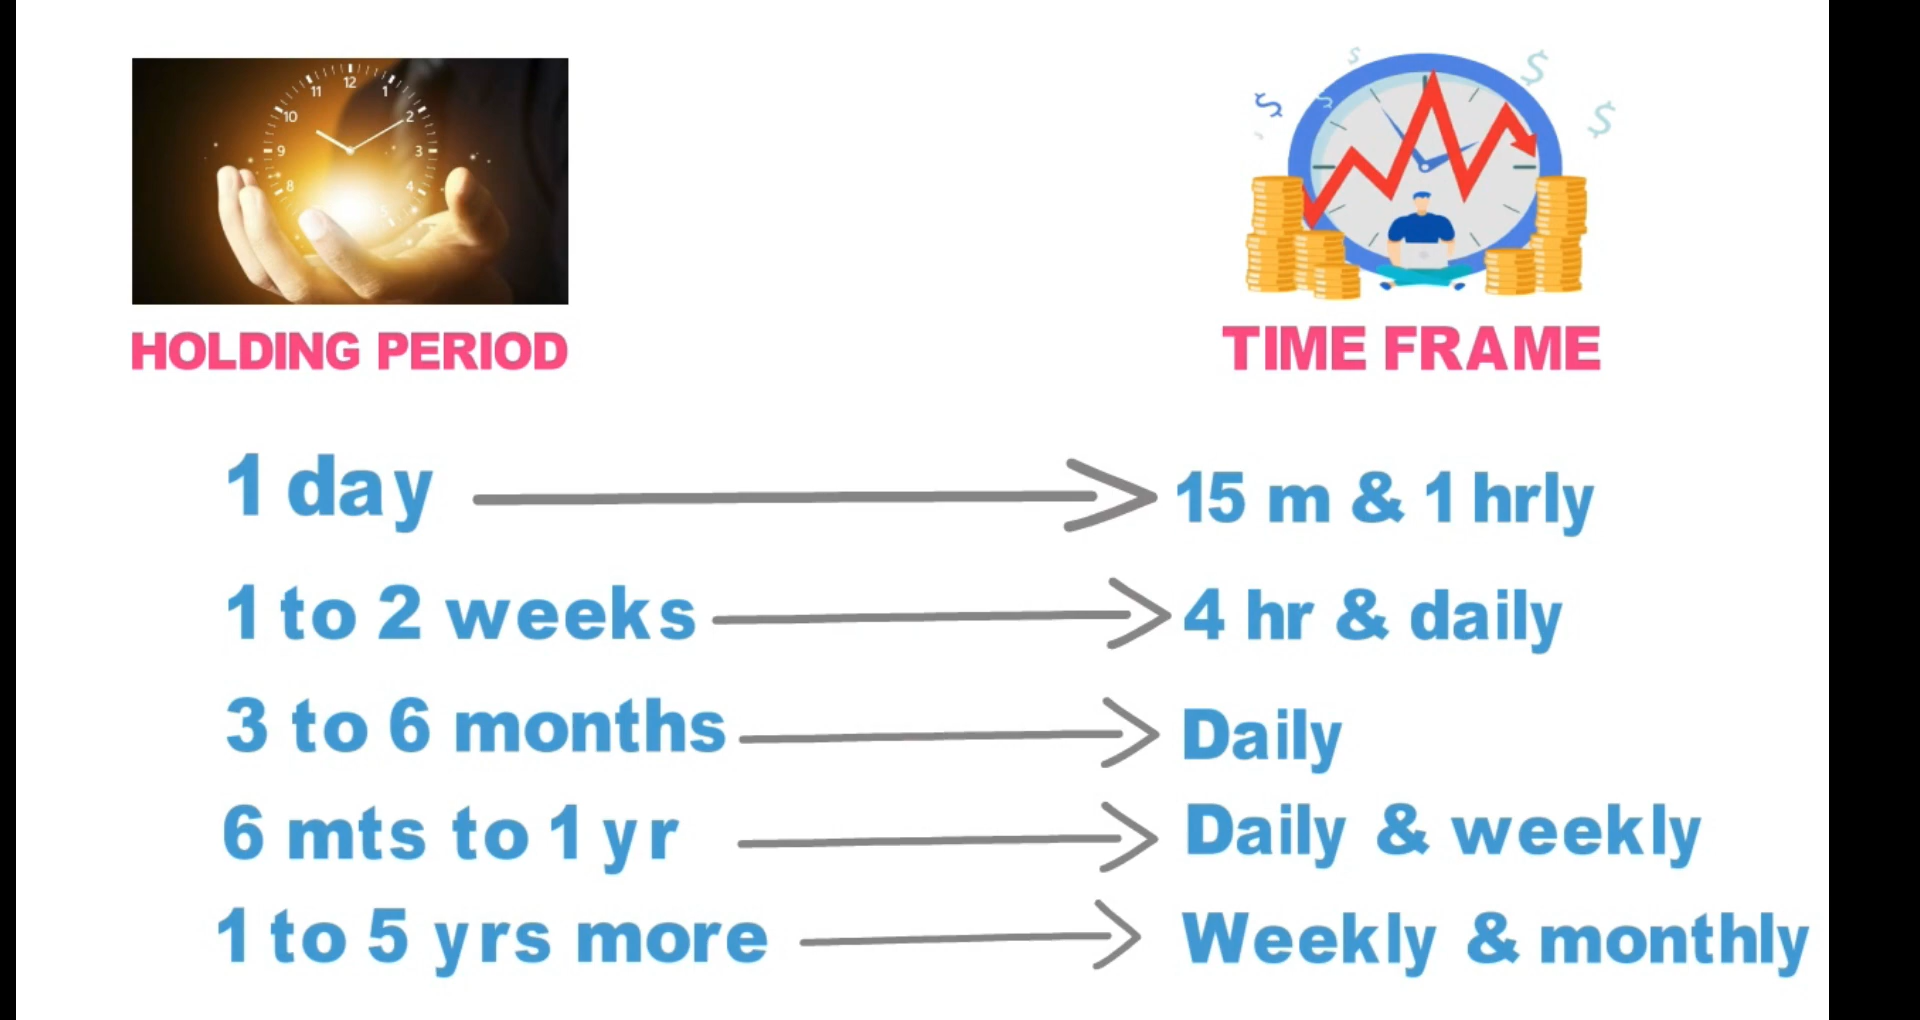 HOLDING PERIOD
TIME FRAME
1 day
15 m & 1 hrly
1 to 2 weeks
4 hr & daily
3 to 6 months
Daily
6 mts to 1 yr
Daily & weekly
1 to 5 yrs more
Weekly & monthly